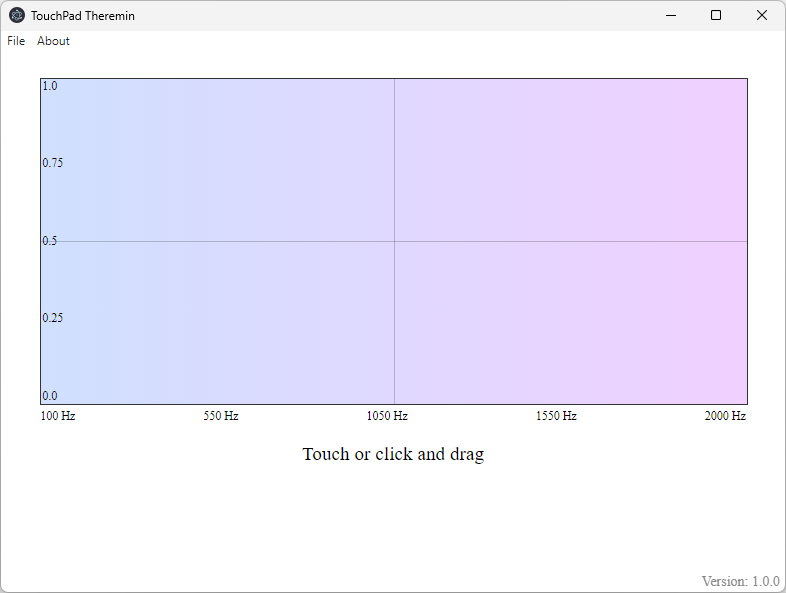 TouchPad Theremin
File About
1.0
0.75
0.5
0.25
0.0
100 Hz 550 Hz 1050 Hz 1550 Hz 2000 Hz
Touch or click and drag
Version: 1.0.0